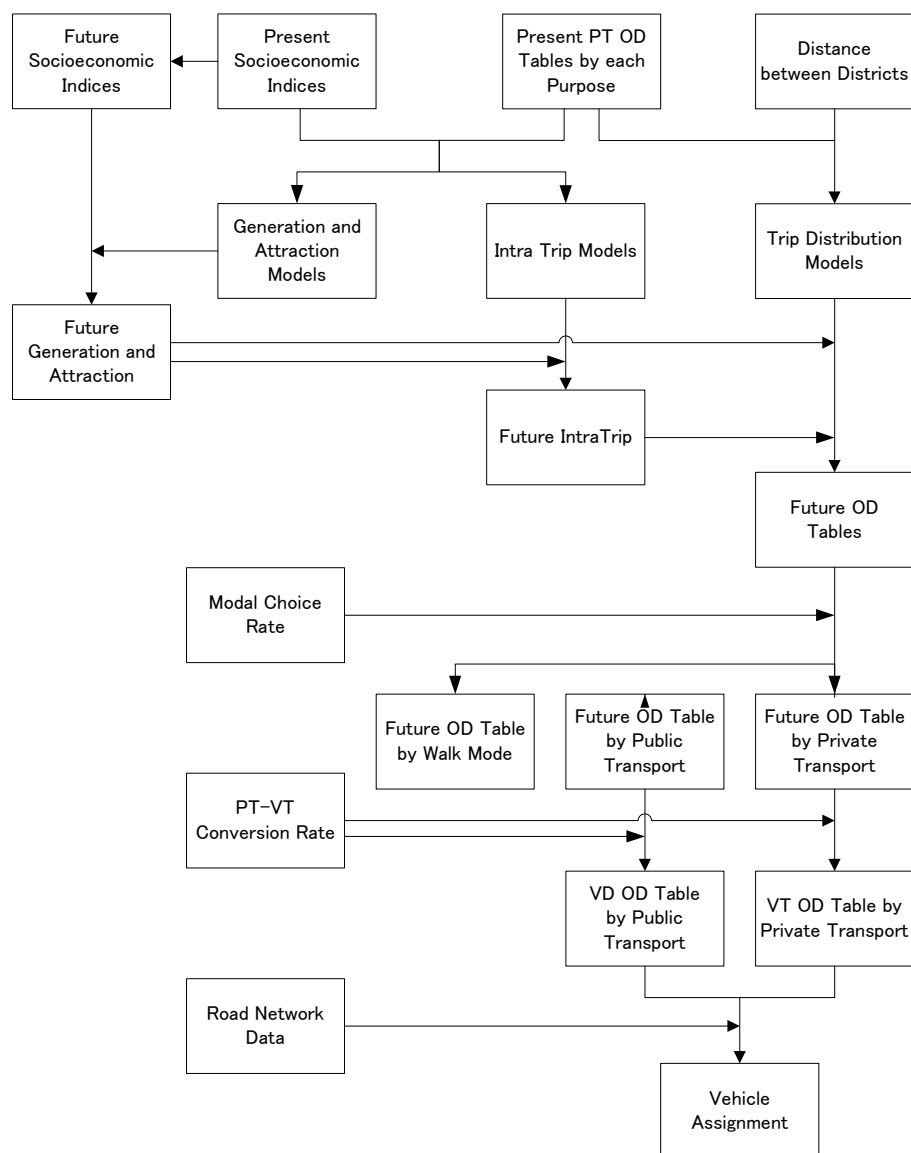 Future
Socioeconomic
Indices
Present
Socioeconomic
Indices
Present PT OD
Tables by each
Purpose
Distance
between Districts
Generation and
Attraction
Models
Intra Trip Models
Trip Distribution
Models
Future
Generation and
Attraction
Future IntraTrip
Future OD
Tables
Modal Choice
Rate
Future OD Table
by Walk Mode
Future OD Table
by Public
Transport
Future OD Table
by Private
Transport
PT-VT
Conversion Rate
VD OD Table
by Public
Transport
VT OD Table by
Private Transport
Road Network
Data
Vehicle
Assignment